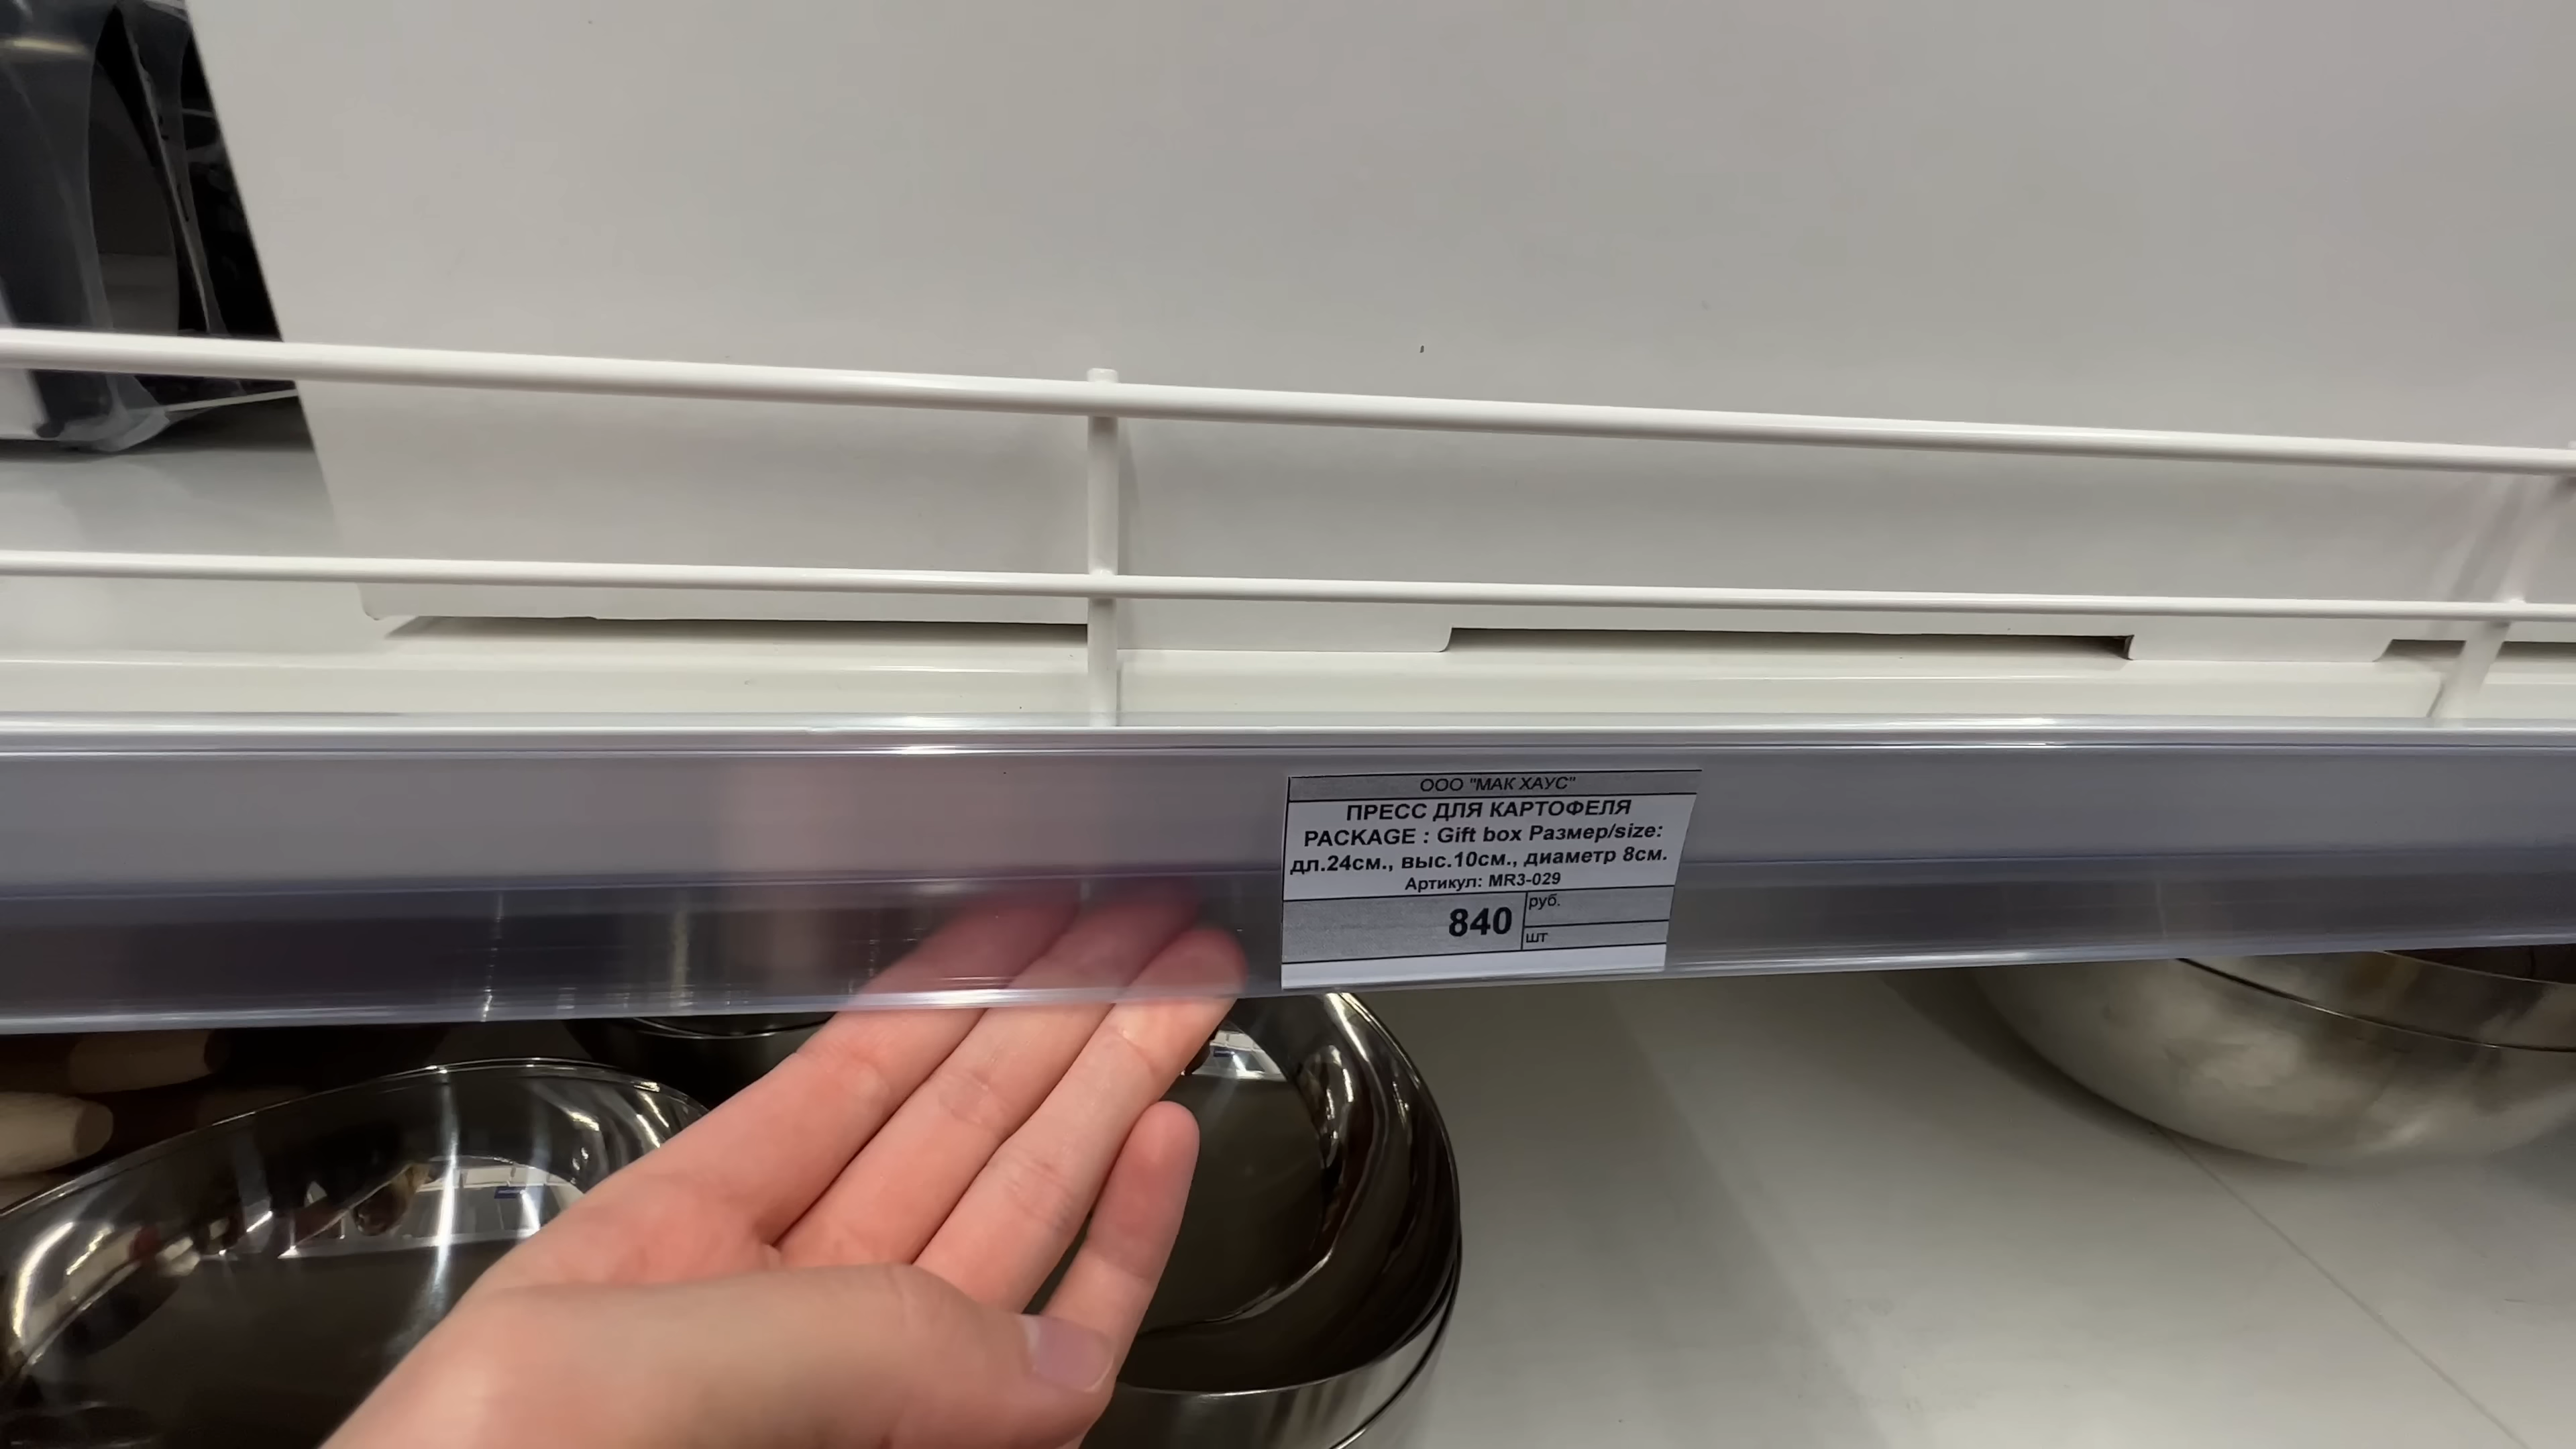 ООО "МАК ХАУС"
ПРЕСС ДЛЯ КАРТОФЕЛЯ
PACKAGE : Gift box Размер/size:
дл.24см., выс.10см., диаметр 8см.
Артикул: MR3-029
840 руб.
шт